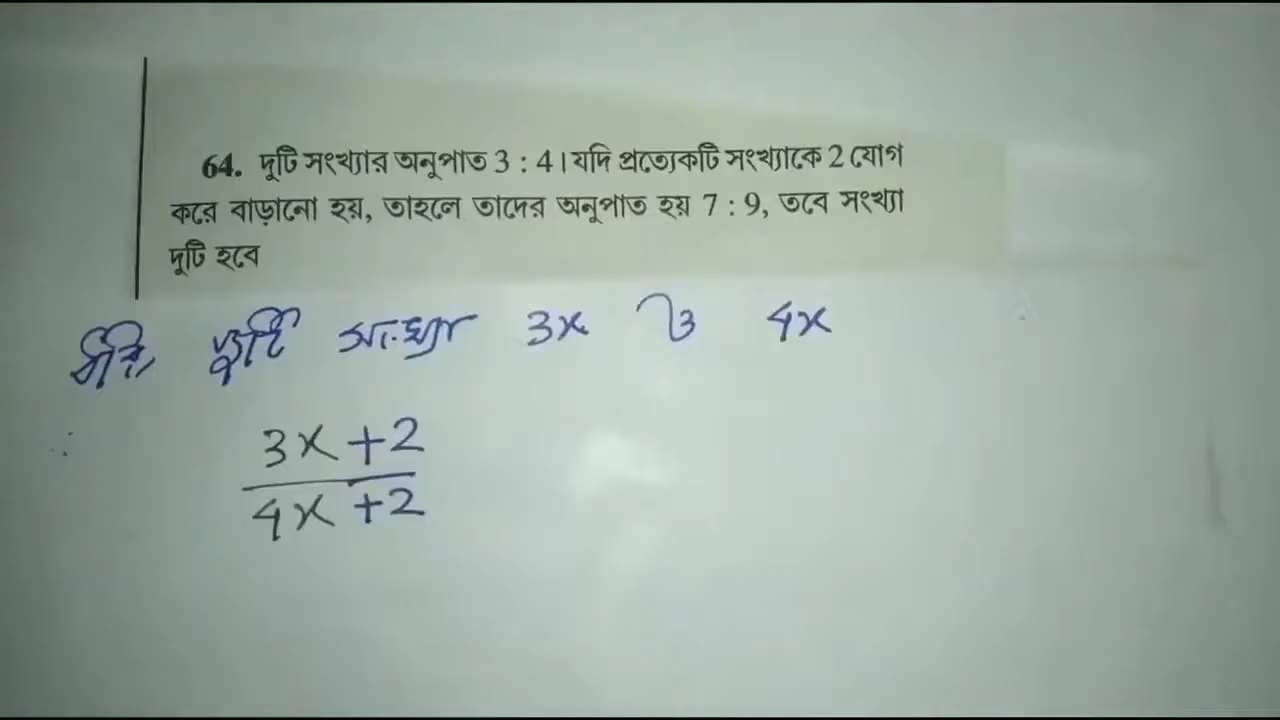 64. দুটি সংখ্যার অনুপাত 3 : 4। যদি প্রত্যেকটি সংখ্যাকে 2 যোগ
করে বাড়ানো হয়, তাহলে তাদের অনুপাত হয় 7 : 9, তবে সংখ্যা
দুটি হবে
ধরি, দুটি সংখ্যা 3x ও 4x
3x + 2
4x + 2